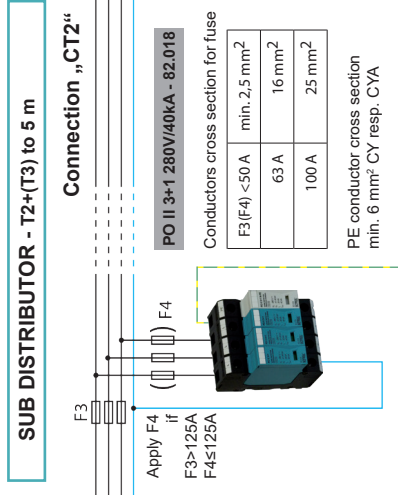 SUB DISTRIBUTOR - T2+(T3) to 5 m
Connection „CT2“
F3
F4
Apply F4
if
F3>125A
F4≤125A
PO II 3+1 280V/40kA - 82.018
Conductors cross section for fuse
F3(F4) <50 A min. 2,5 mm²
63 A 16 mm²
100 A 25 mm²
PE conductor cross section
min. 6 mm² CY resp. CYA